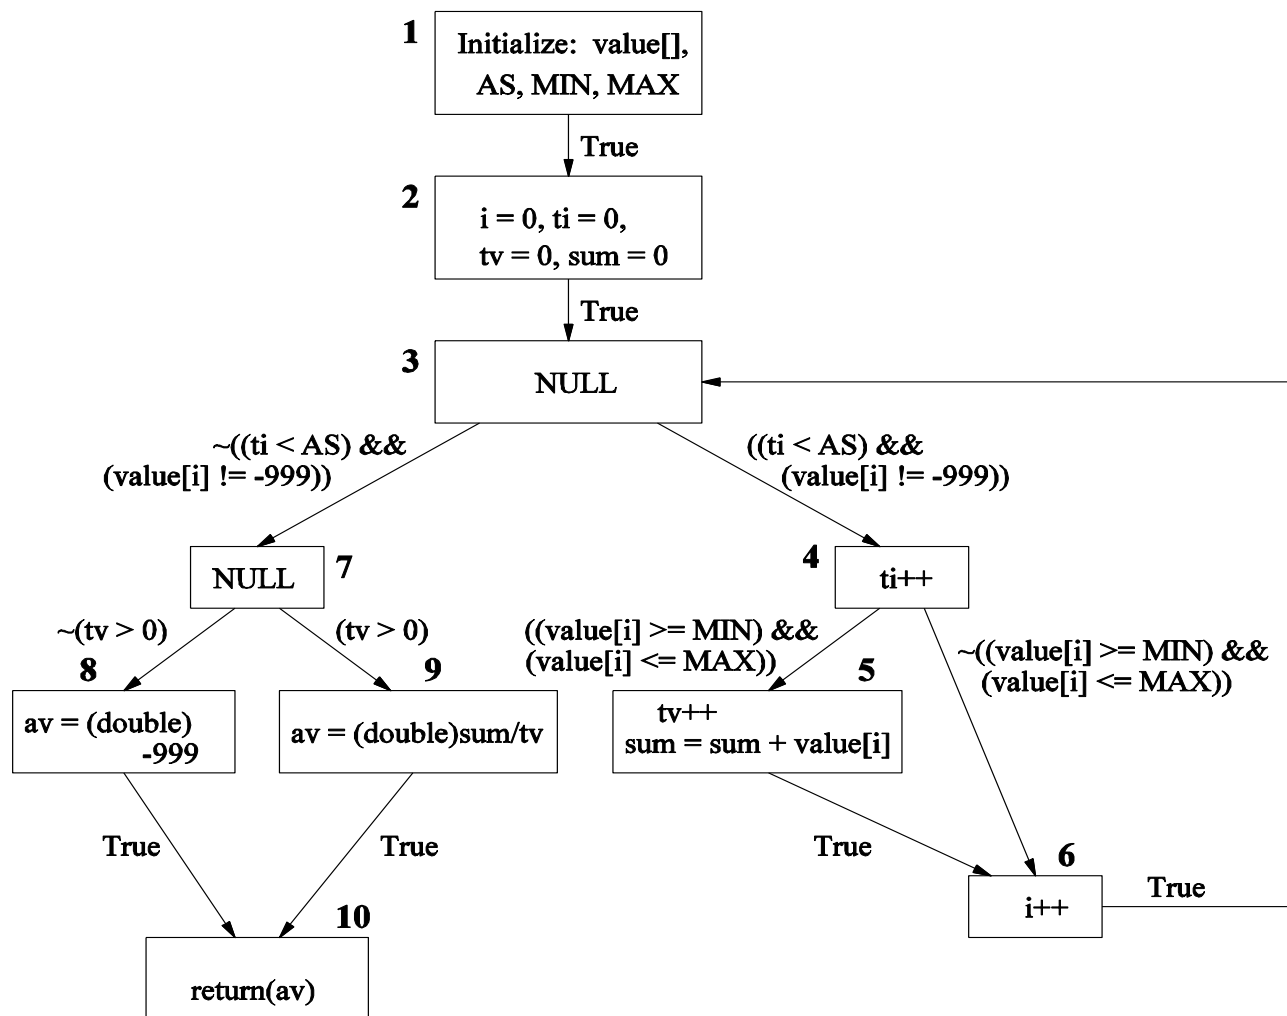 1
Initialize: value[],
AS, MIN, MAX
True
2
i = 0, ti = 0,
tv = 0, sum = 0
True
3
NULL
~((ti < AS) &&
(value[i] != -999))
((ti < AS) &&
(value[i] != -999))
NULL
7
4
ti++
~(tv > 0)
(tv > 0)
((value[i] >= MIN) &&
(value[i] <= MAX))
~((value[i] >= MIN) &&
(value[i] <= MAX))
8
av = (double)
-999
9
av = (double)sum/tv
5
tv++
sum = sum + value[i]
True
True
True
6
i++
True
10
return(av)